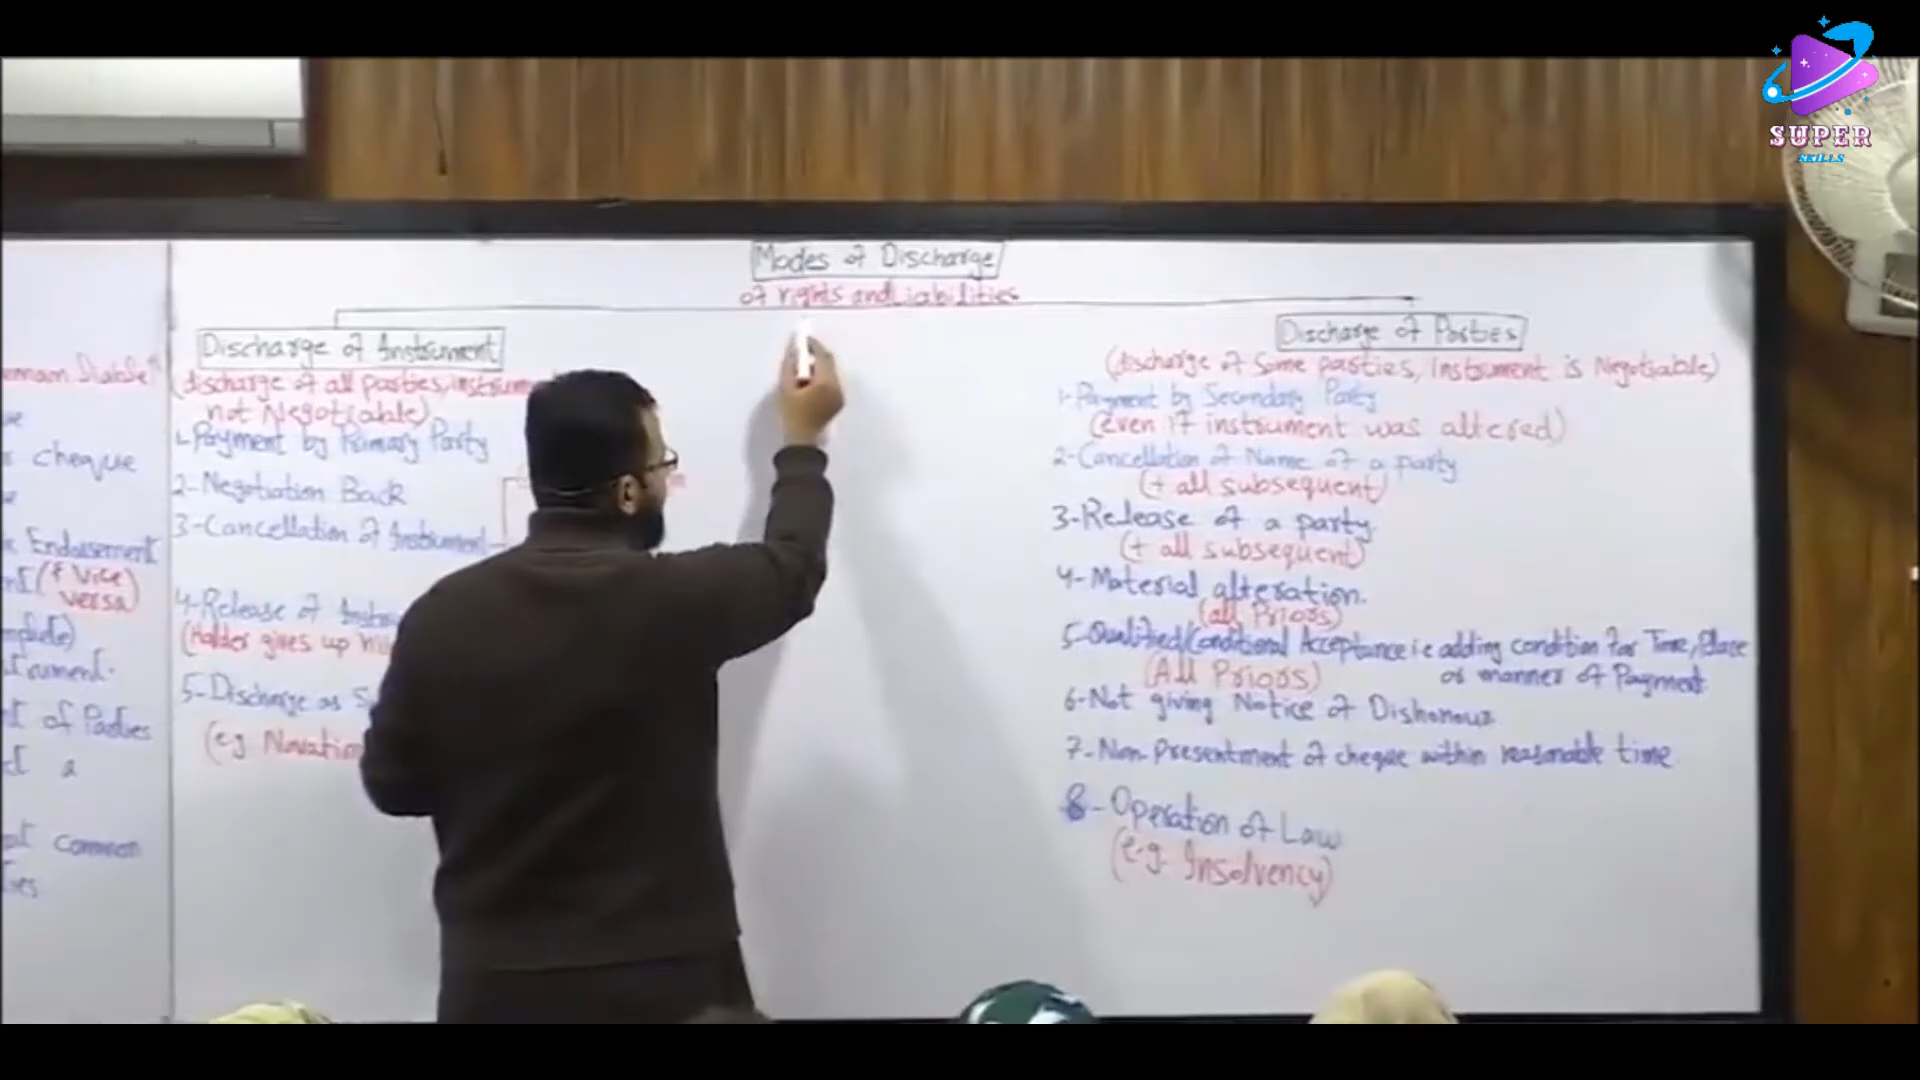 SUPER
SKILLS
Modes of Discharge
of rights and Liabilities
cheque
Endorsement
(& Vice
versa)
of Parties
a
common
Discharge of Instrument
(discharge of all parties, instrume
not Negotiable)
1-Payment by Primary Party
2-Negotiation Back
3-Cancellation of Instrument
4-Release of Instru
(Holder gives up
5-Discharge as S
(e.g Novation
Discharge of Parties
(discharge of Some parties, Instrument is Negotiable)
1-Payment by Secondary Party
(even if instrument was altered)
2-Cancellation of Name of a party
(+ all subsequent)
3-Release of a party.
(+ all subsequent)
4-Material alteration.
(all Priors)
5-Qualified/Conditional Acceptance i.e adding condition for Time, Place
(All Priors) or manner of Payment
6-Not giving Notice of Dishonour
7-Non-Presentment of cheque within reasonable time
8-Operation of Law
(e.g. Insolvency)